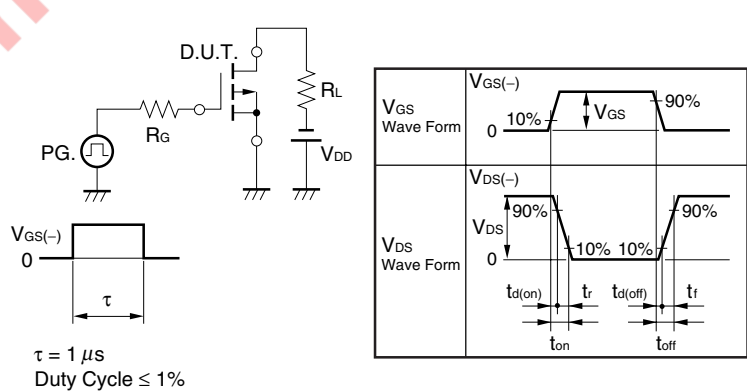 D.U.T.
RL
RG
PG.
VDD
VGS(−)
0
τ
τ = 1 μs
Duty Cycle ≤ 1%
VGS
Wave Form
VGS(−)
10%
0
VGS
90%
VDS
Wave Form
VDS(−)
90%
VDS
0
10% 10%
90%
td(on) tr td(off) tf
ton toff